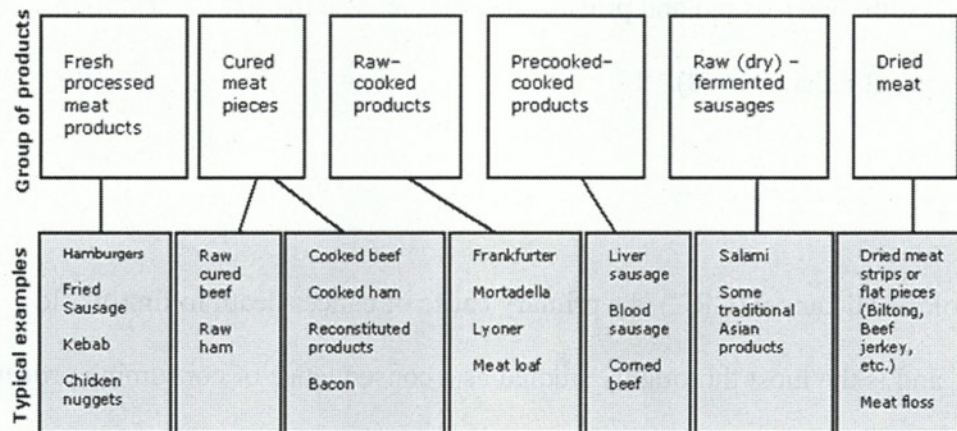 Group of products
Fresh
processed
meat
products
Cured
meat
pieces
Raw-
cooked
products
Precooked-
cooked
products
Raw (dry) –
fermented
sausages
Dried
meat
Typical examples
Hamburgers
Fried
Sausage
Kebab
Chicken
nuggets
Raw
cured
beef
Raw
ham
Cooked beef
Cooked ham
Reconstituted
products
Bacon
Frankfurter
Mortadella
Lyoner
Meat loaf
Liver
sausage
Blood
sausage
Corned
beef
Salami
Some
traditional
Asian
products
Dried meat
strips or
flat pieces
(Biltong,
Beef
jerkey,
etc.)
Meat floss